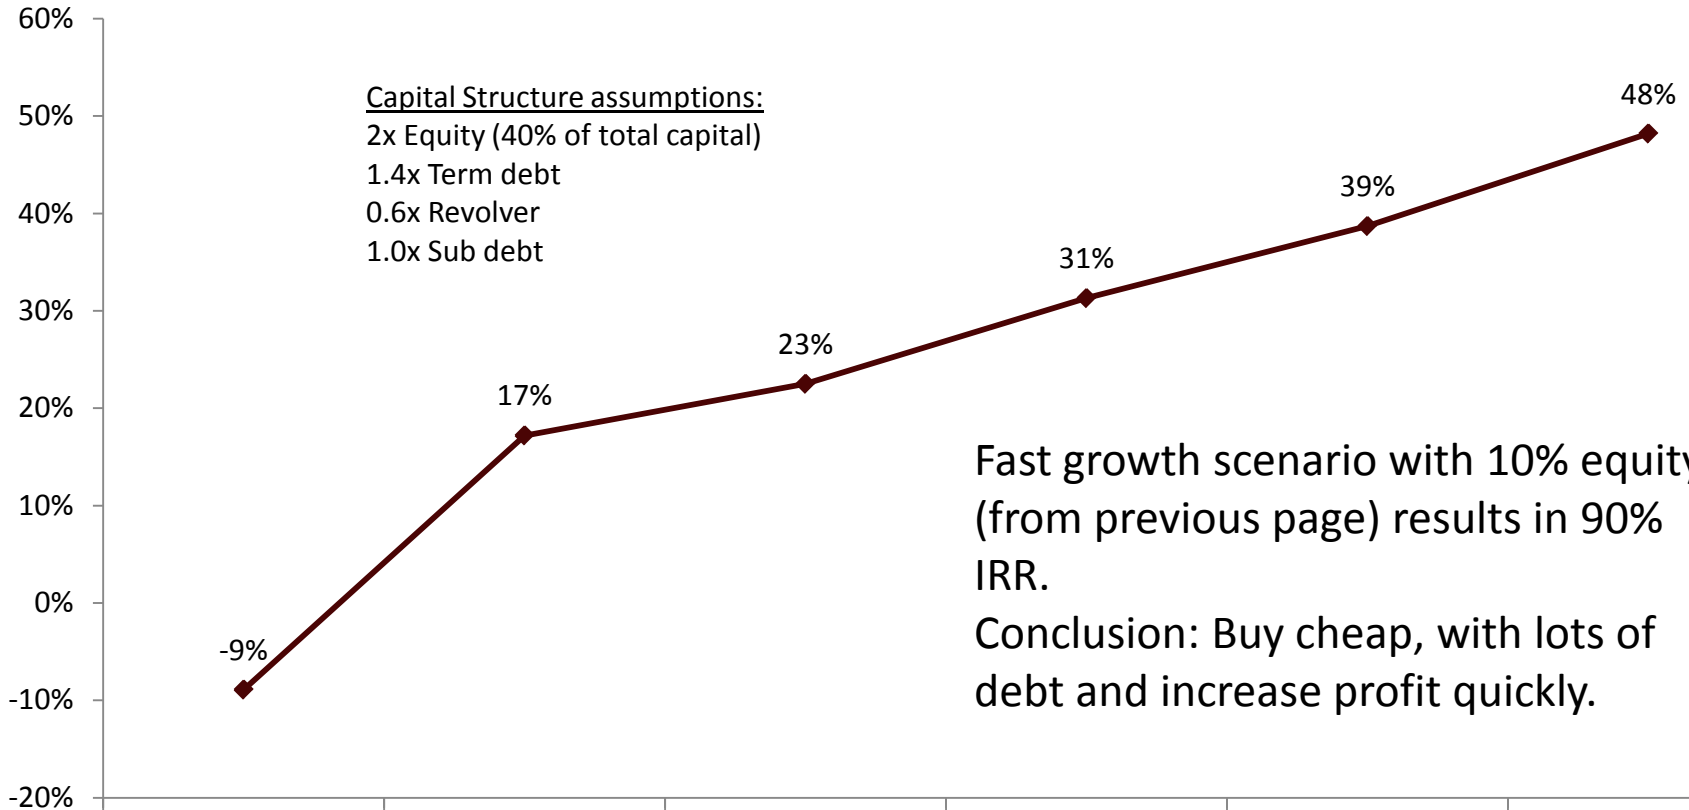 60%
50%
40%
30%
20%
10%
0%
-10%
-20%
Capital Structure assumptions:
2x Equity (40% of total capital)
1.4x Term debt
0.6x Revolver
1.0x Sub debt
-9%
17%
23%
31%
39%
48%
Fast growth scenario with 10% equity
(from previous page) results in 90%
IRR.
Conclusion: Buy cheap, with lots of
debt and increase profit quickly.